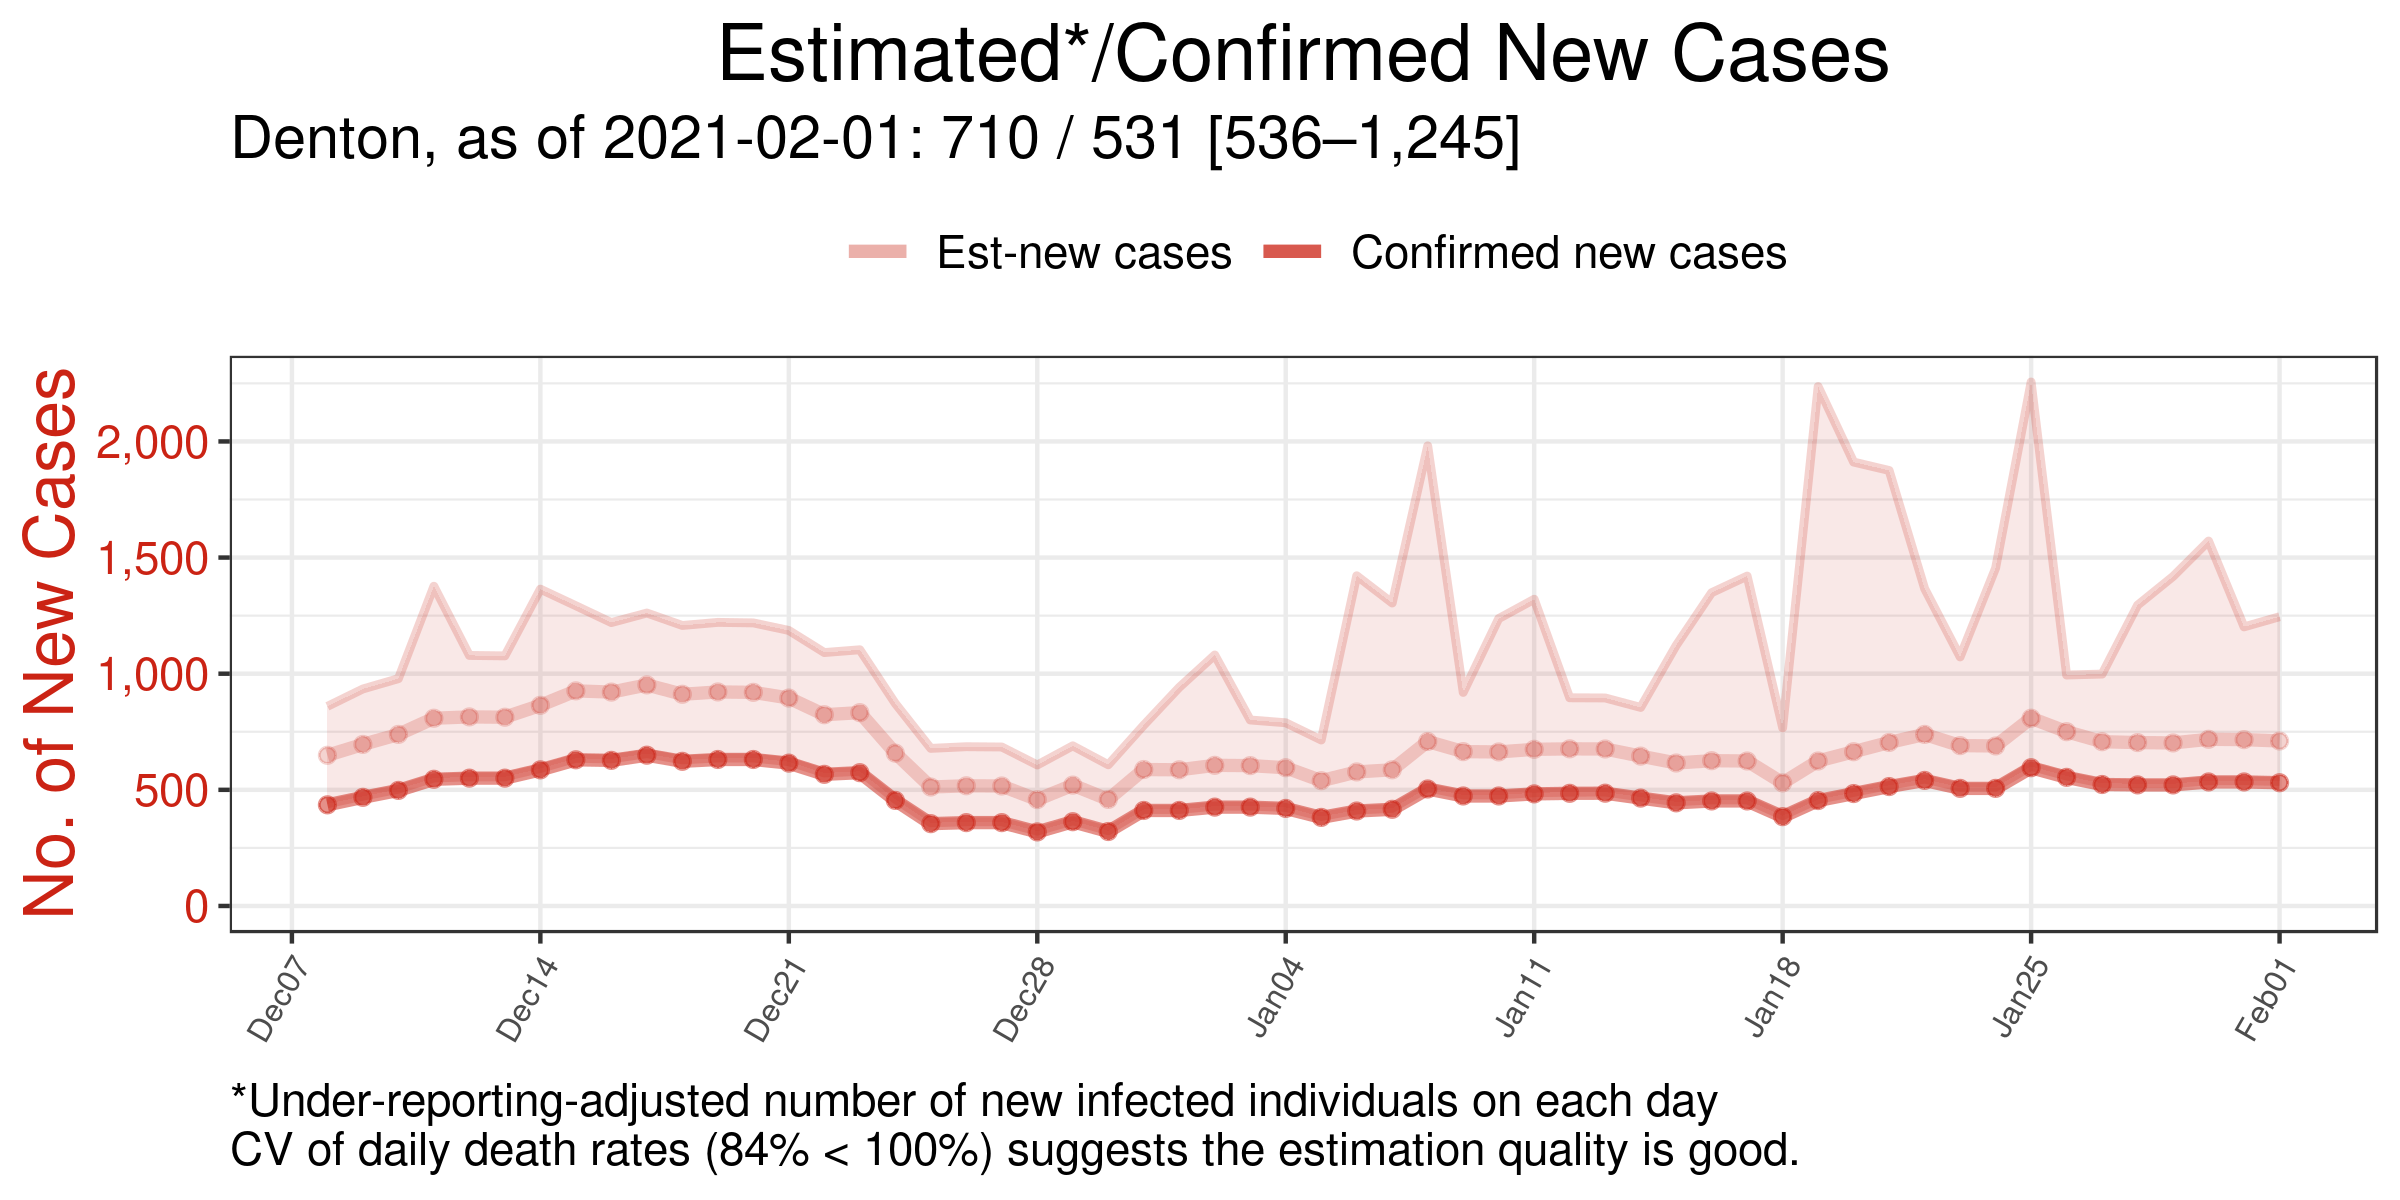 Estimated*/Confirmed New Cases
Denton, as of 2021-02-01: 710 / 531 [536–1,245]
Est-new cases
Confirmed new cases
No. of New Cases
2,000
1,500
1,000
500
0
Dec07
Dec14
Dec21
Dec28
Jan04
Jan11
Jan18
Jan25
Feb01
*Under-reporting-adjusted number of new infected individuals on each day
CV of daily death rates (84% < 100%) suggests the estimation quality is good.